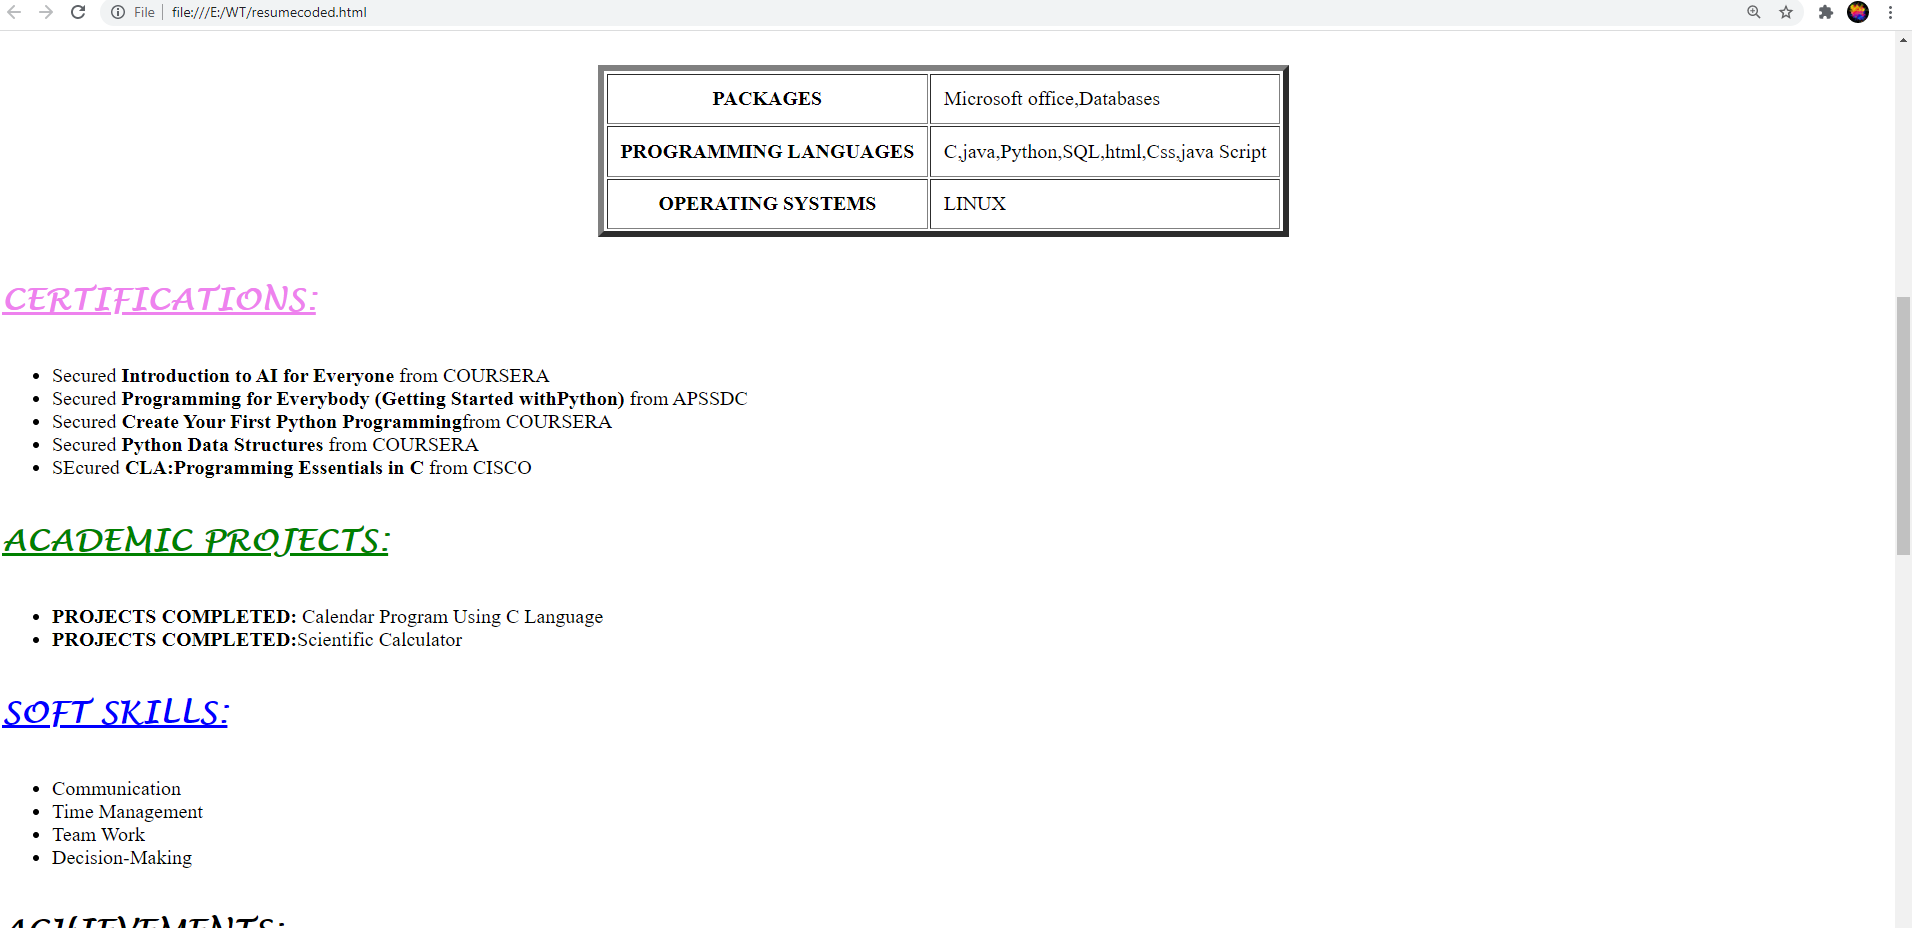 File file:///E:/WT/resumecoded.html
PACKAGES Microsoft office,Databases
PROGRAMMING LANGUAGES C,java,Python,SQL,html,Css,java Script
OPERATING SYSTEMS LINUX
CERTIFICATIONS:
Secured Introduction to AI for Everyone from COURSERA
Secured Programming for Everybody (Getting Started withPython) from APSSDC
Secured Create Your First Python Programmingfrom COURSERA
Secured Python Data Structures from COURSERA
SEcured CLA:Programming Essentials in C from CISCO
ACADEMIC PROJECTS:
PROJECTS COMPLETED: Calendar Program Using C Language
PROJECTS COMPLETED:Scientific Calculator
SOFT SKILLS:
Communication
Time Management
Team Work
Decision-Making
ACHIEVEMENTS: